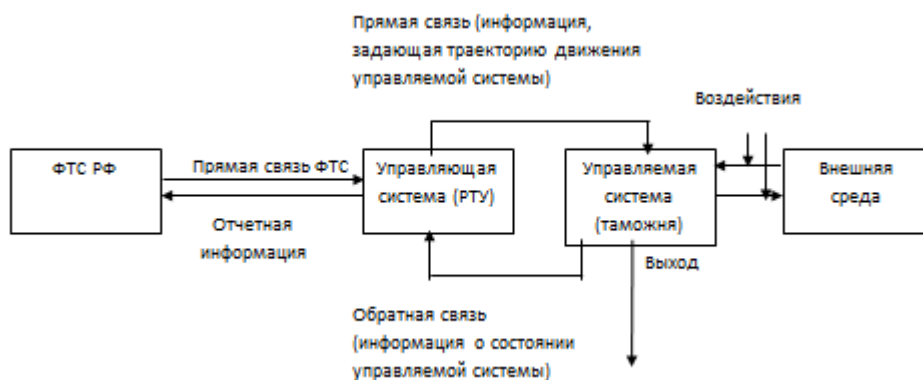 Прямая связь (информация,
задающая траекторию движения
управляемой системы)
Воздействия
ФТС РФ
Прямая связь ФТС
Управляющая
система (РТУ)
Управляемая
система
(таможня)
Внешняя
среда
Отчетная
информация
Выход
Обратная связь
(информация о состоянии
управляемой системы)